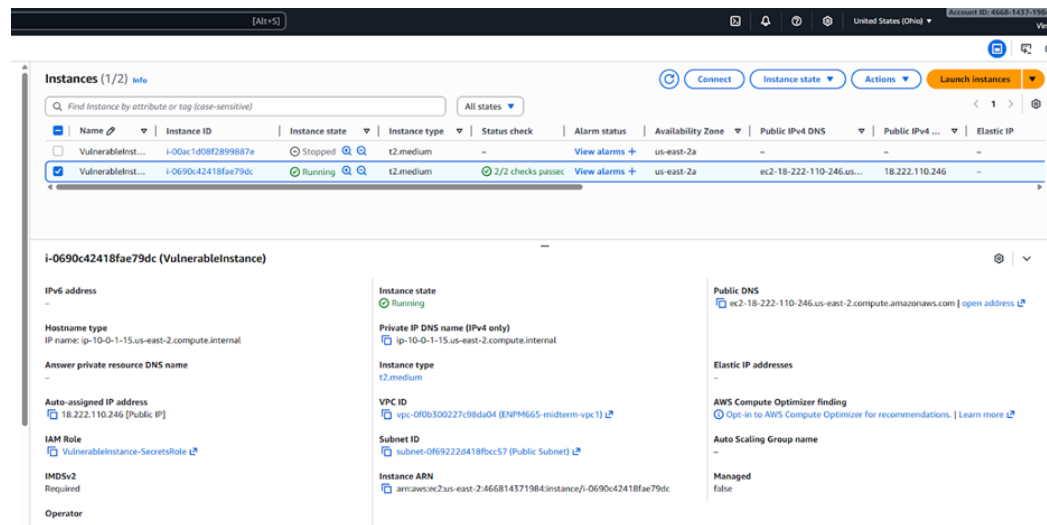 [Alt+S]
United States (Ohio)
Account ID: 4668-1437-198
Instances (1/2) Info
Connect
Instance state
Actions
Launch instances
Find Instance by attribute or tag (case-sensitive)
All states
1
Name Instance ID Instance state Instance type Status check Alarm status Availability Zone Public IPv4 DNS Public IPv4 ... Elastic IP
VulnerableInst... i-00ac1d08f2899887e Stopped t2.medium – View alarms + us-east-2a – – –
VulnerableInst... i-0690c42418fae79dc Running t2.medium 2/2 checks passec View alarms + us-east-2a ec2-18-222-110-246.us... 18.222.110.246 –
i-0690c42418fae79dc (VulnerableInstance)
IPv6 address
–
Instance state
Running
Public DNS
ec2-18-222-110-246.us-east-2.compute.amazonaws.com | open address
Hostname type
IP name: ip-10-0-1-15.us-east-2.compute.internal
Private IP DNS name (IPv4 only)
ip-10-0-1-15.us-east-2.compute.internal
Answer private resource DNS name
–
Instance type
t2.medium
Elastic IP addresses
–
Auto-assigned IP address
18.222.110.246 [Public IP]
VPC ID
vpc-0f0b300227c98da04 (ENPM665-midterm-vpc1)
AWS Compute Optimizer finding
Opt-in to AWS Compute Optimizer for recommendations. | Learn more
IAM Role
VulnerableInstance-SecretsRole
Subnet ID
subnet-0f69222d418fbcc57 (Public Subnet)
Auto Scaling Group name
–
IMDSv2
Required
Instance ARN
arn:aws:ec2:us-east-2:466814371984:instance/i-0690c42418fae79dc
Managed
false
Operator